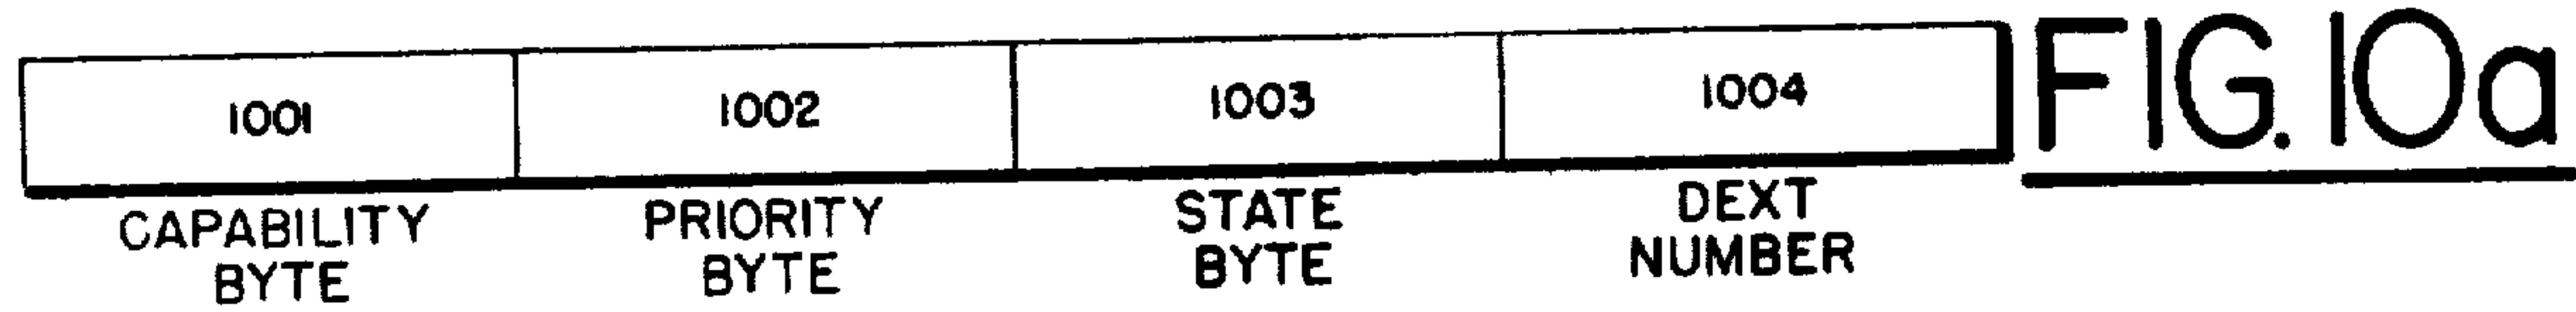 1001 1002 1003 1004 FIG. 10a
CAPABILITY PRIORITY STATE DEXT
BYTE BYTE BYTE NUMBER